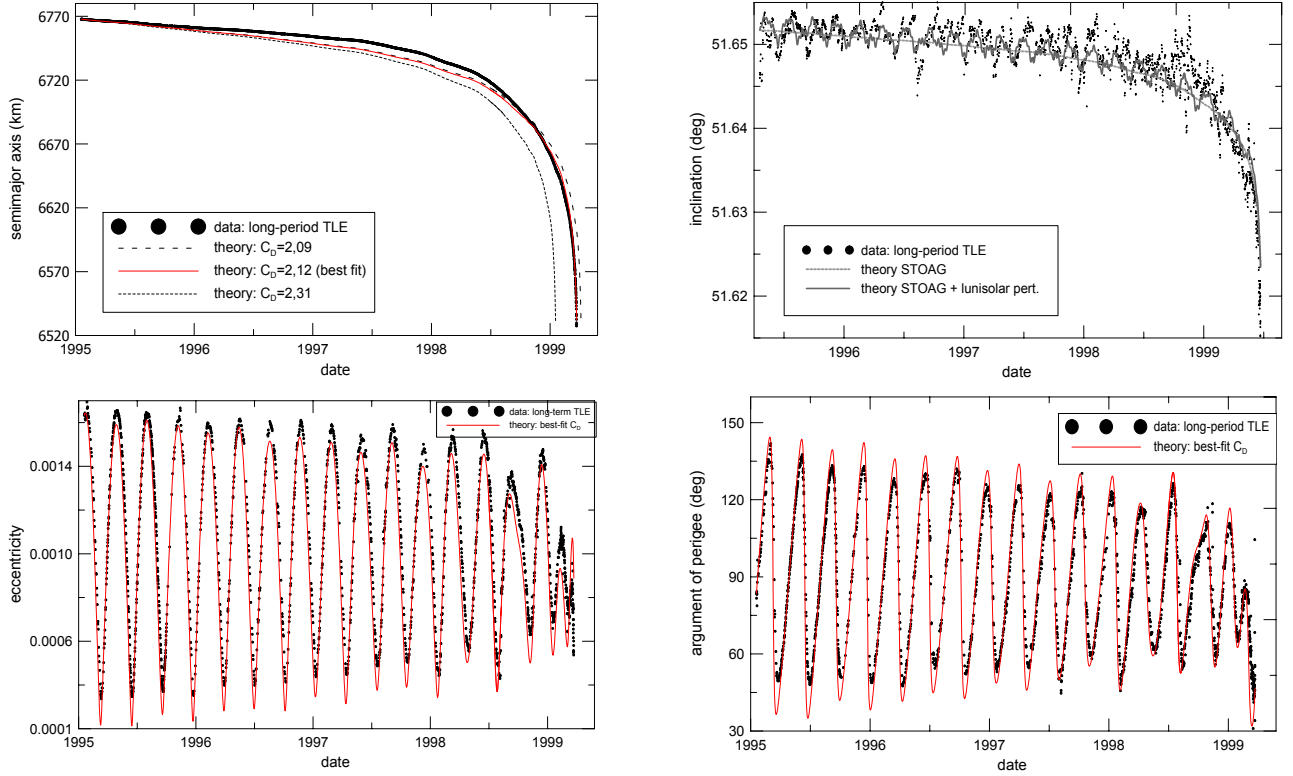 6770
6720
6670
6620
6570
6520
semimajor axis (km)
data: long-period TLE
theory: CD=2,09
theory: CD=2,12 (best fit)
theory: CD=2,31
1995 1996 1997 1998 1999
date
51.65
51.64
51.63
51.62
inclination (deg)
data: long-period TLE
theory STOAG
theory STOAG + lunisolar pert.
1996 1997 1998 1999
date
0.0014
0.0010
0.0006
0.0001
eccentricity
data: long-term TLE
theory: best-fit CD
1995 1996 1997 1998 1999
date
150
120
90
60
30
argument of perigee (deg)
data: long-period TLE
theory: best-fit CD
1995 1996 1997 1998 1999
date